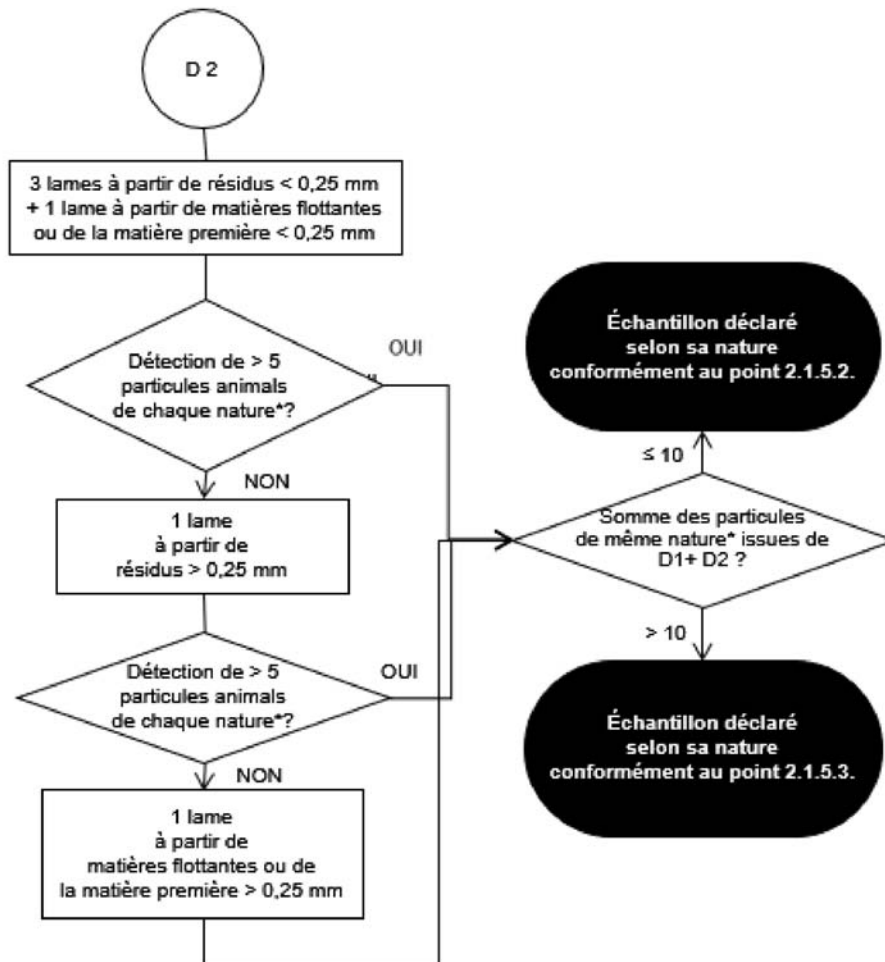 D 2
3 lames à partir de résidus < 0,25 mm
+ 1 lame à partir de matières flottantes
ou de la matière première < 0,25 mm
Détection de > 5
particules animals
de chaque nature*?
OUI
NON
1 lame
à partir de
résidus > 0,25 mm
Détection de > 5
particules animals
de chaque nature*?
OUI
NON
1 lame
à partir de
matières flottantes ou de
la matière première > 0,25 mm
Échantillon déclaré
selon sa nature
conformément au point 2.1.5.2.
≤ 10
Somme des particules
de même nature* issues de
D1+ D2 ?
> 10
Échantillon déclaré
selon sa nature
conformément au point 2.1.5.3.